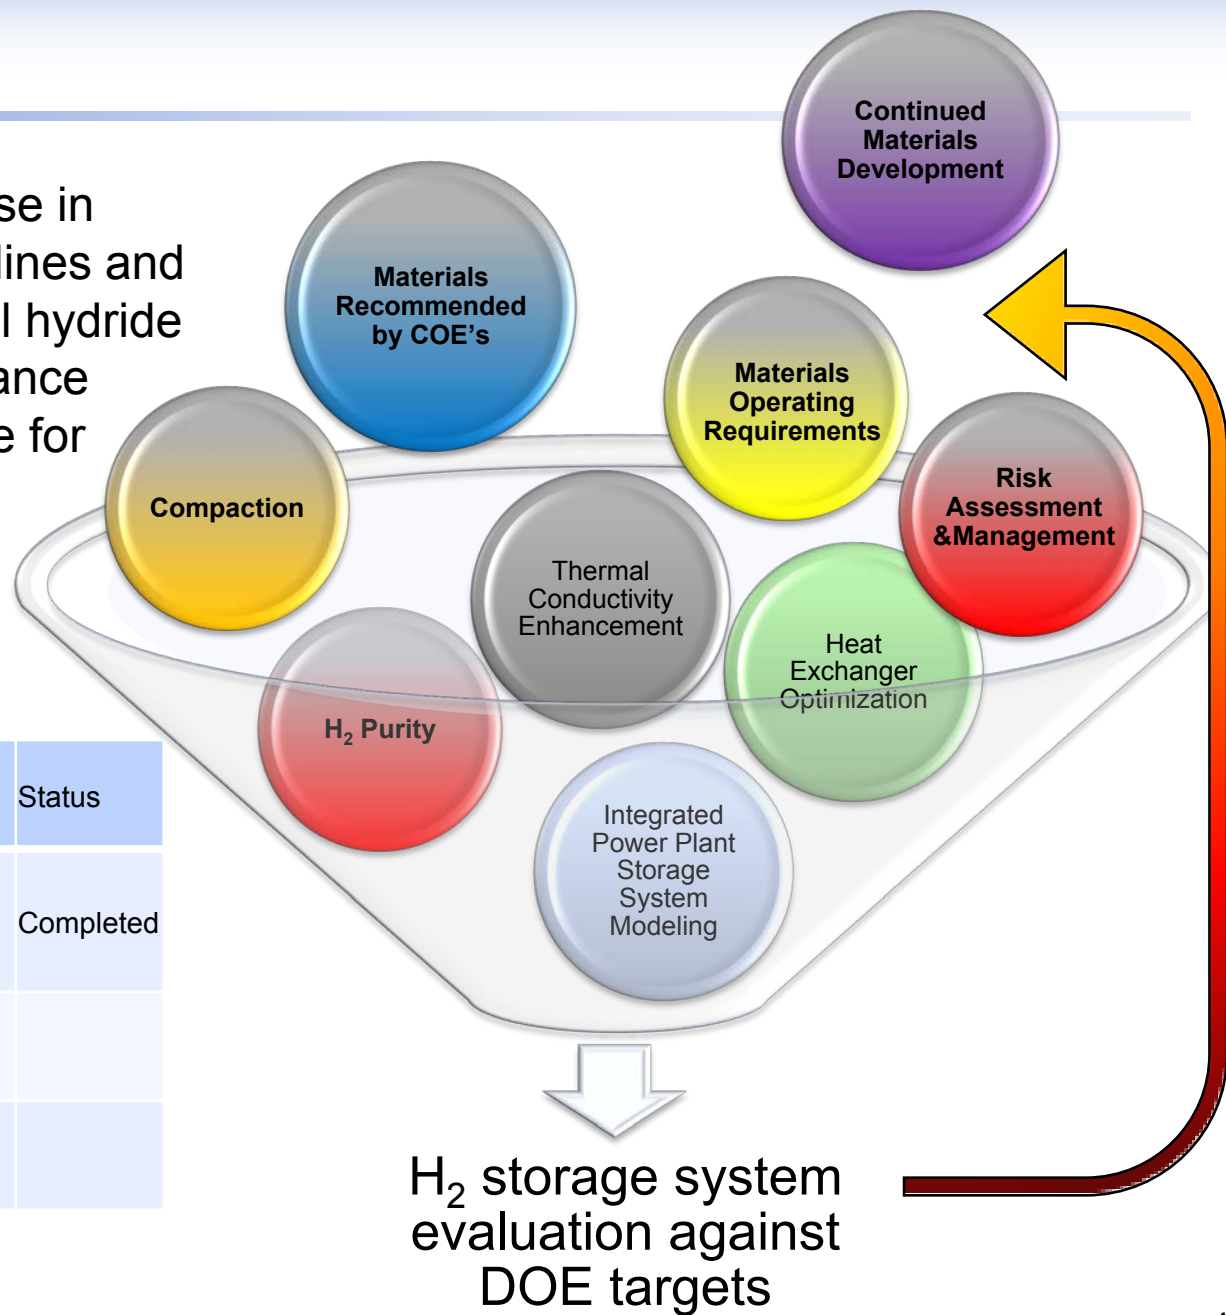 se in
lines and
l hydride
ance
e for
Continued
Materials
Development
Materials
Recommended
by COE's
Materials
Operating
Requirements
Compaction
Risk
Assessment
&Management
Thermal
Conductivity
Enhancement
Heat
Exchanger
Optimization
H₂ Purity
Integrated
Power Plant
Storage
System
Modeling
Status
Completed
H₂ storage system
evaluation against
DOE targets